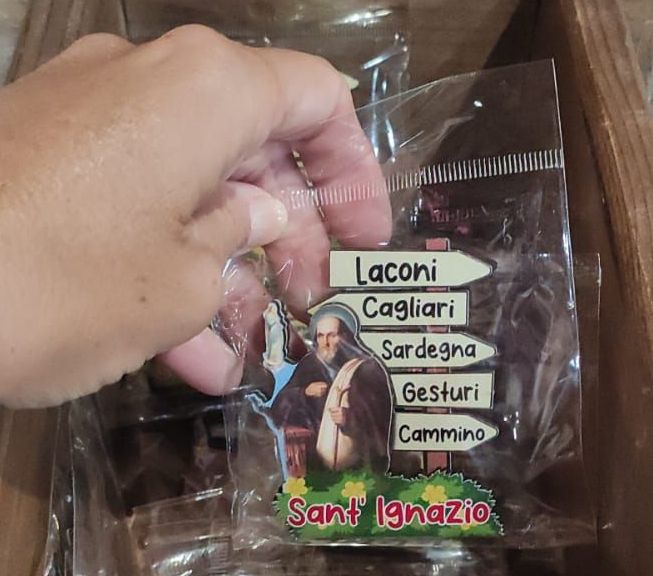 Laconi
Cagliari
Sardegna
Gesturi
Cammino
Sant' Ignazio